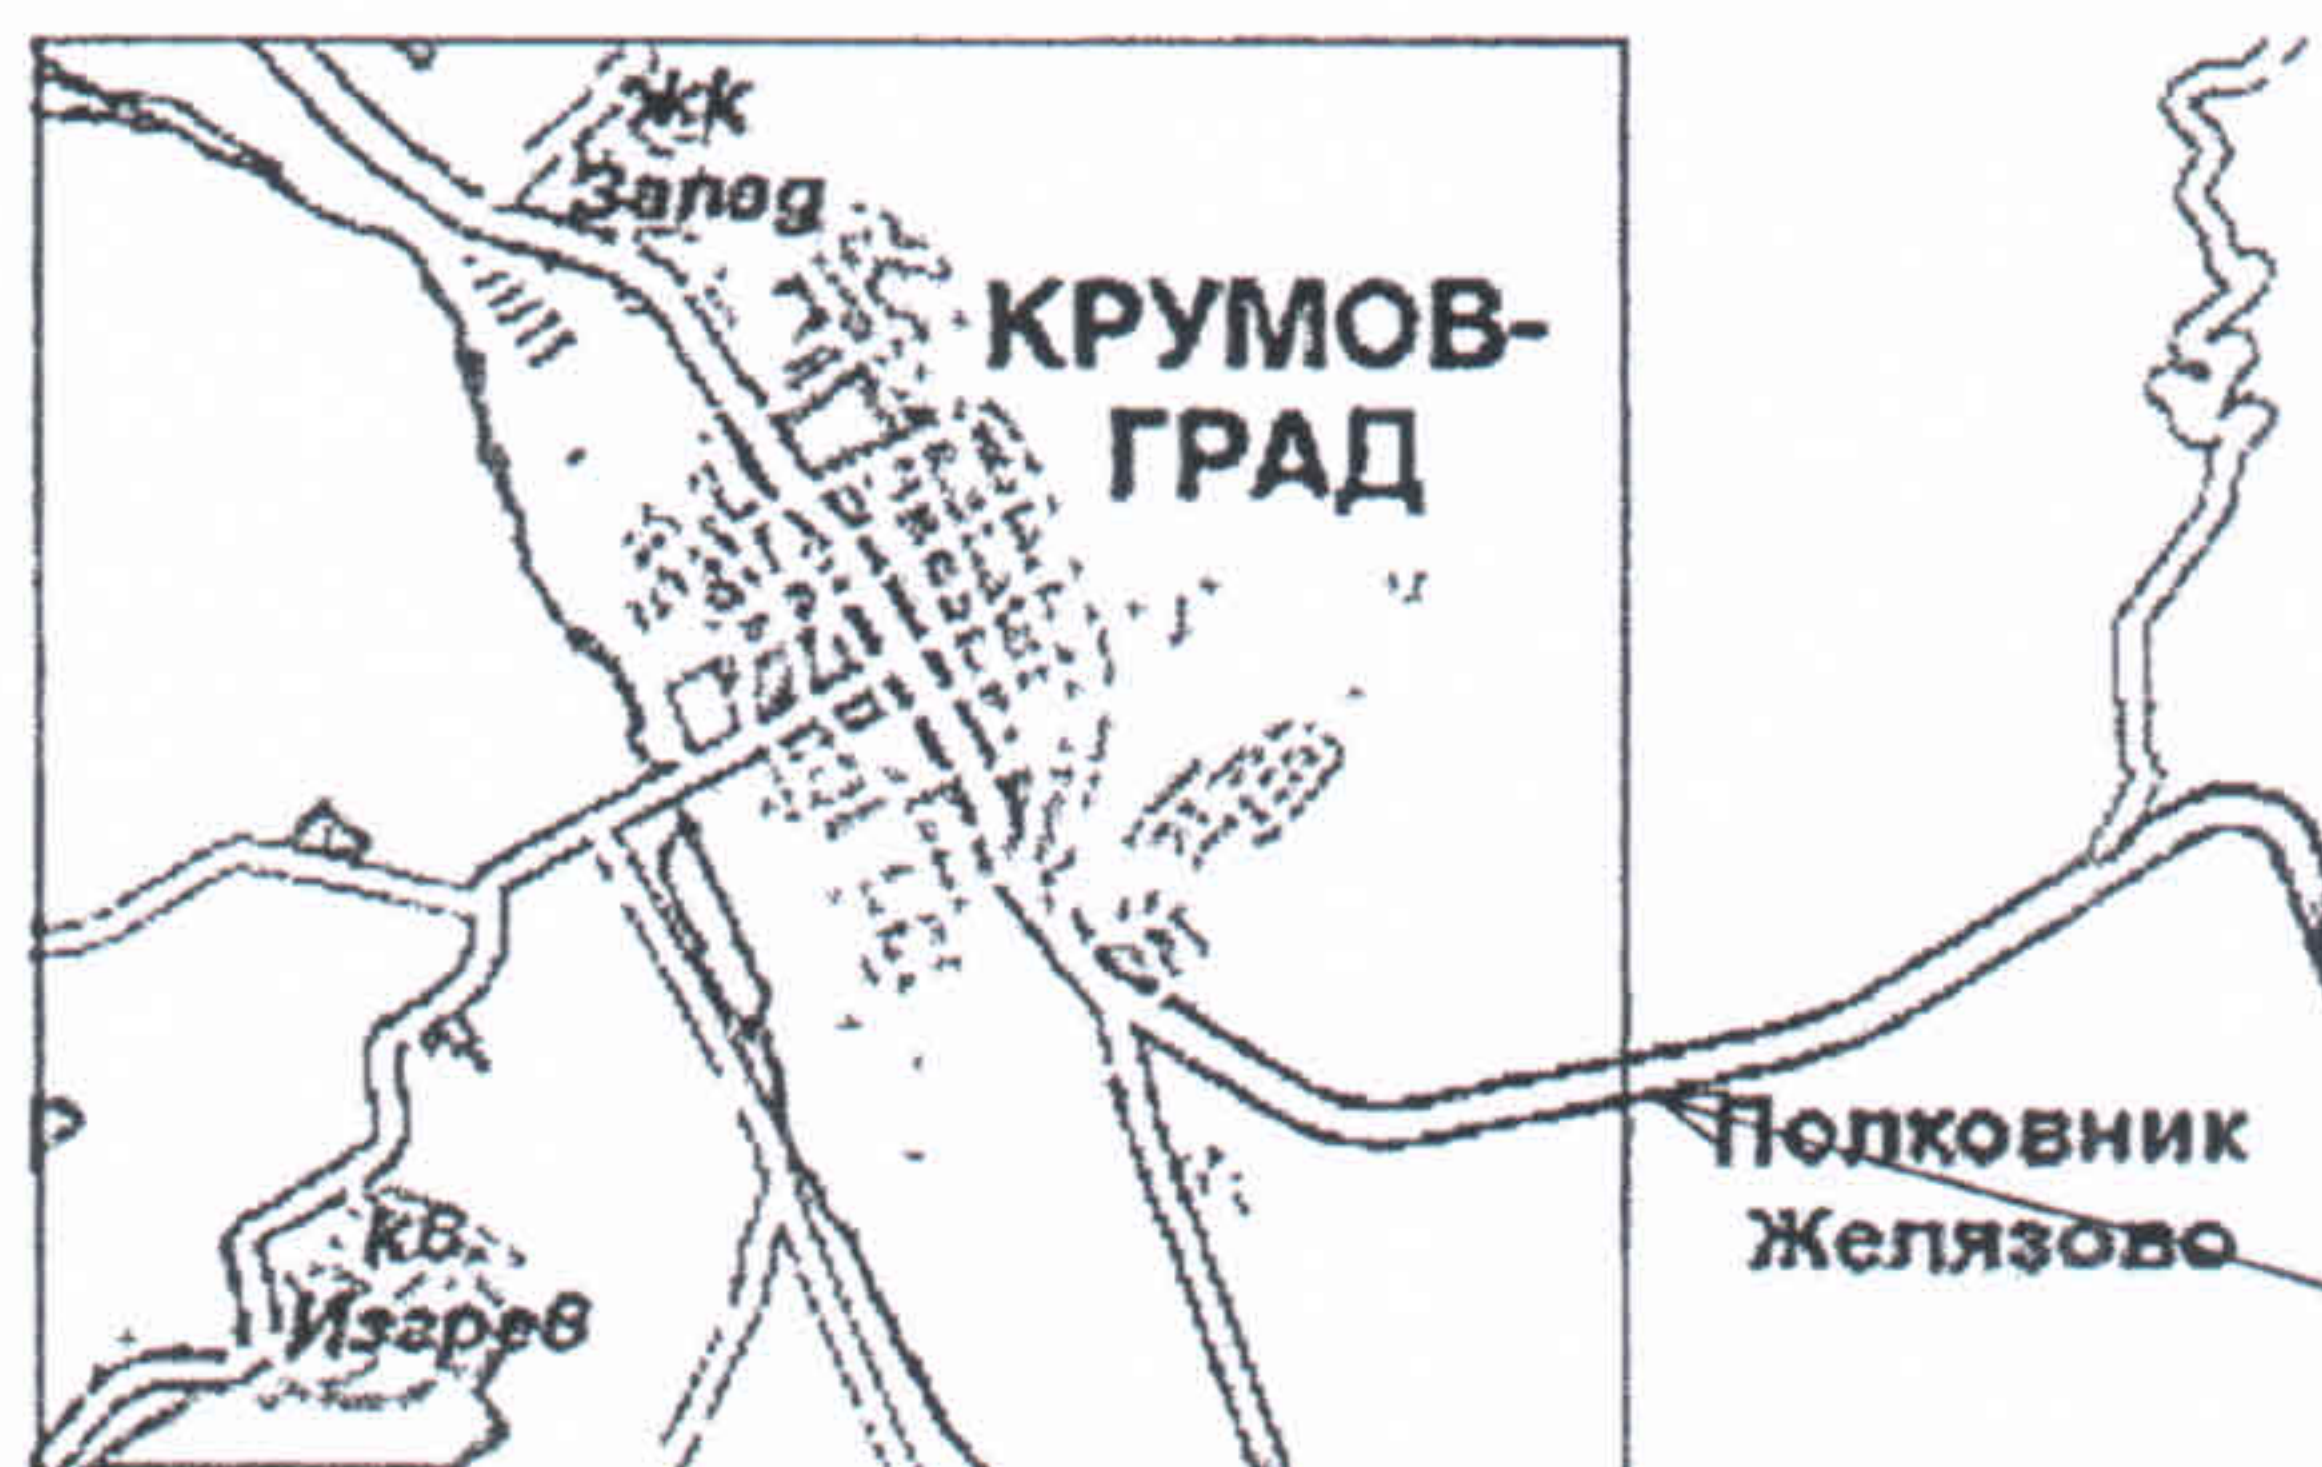 жк
Запад
КРУМОВ-
ГРАД
Полковник
Желязово
кв.
Изгрев